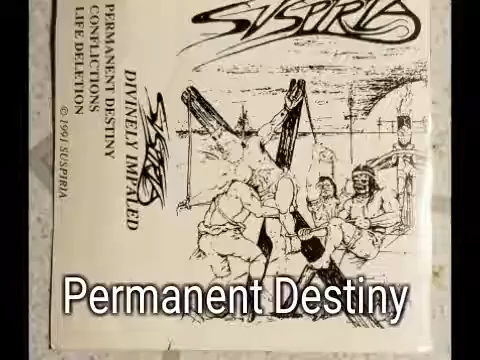 SUSPIRIA
DIVINELY IMPALED
SUSPIRIA
PERMANENT DESTINY
CONFLICTIONS
LIFE DELETION
© 1991 SUSPIRIA
Permanent Destiny